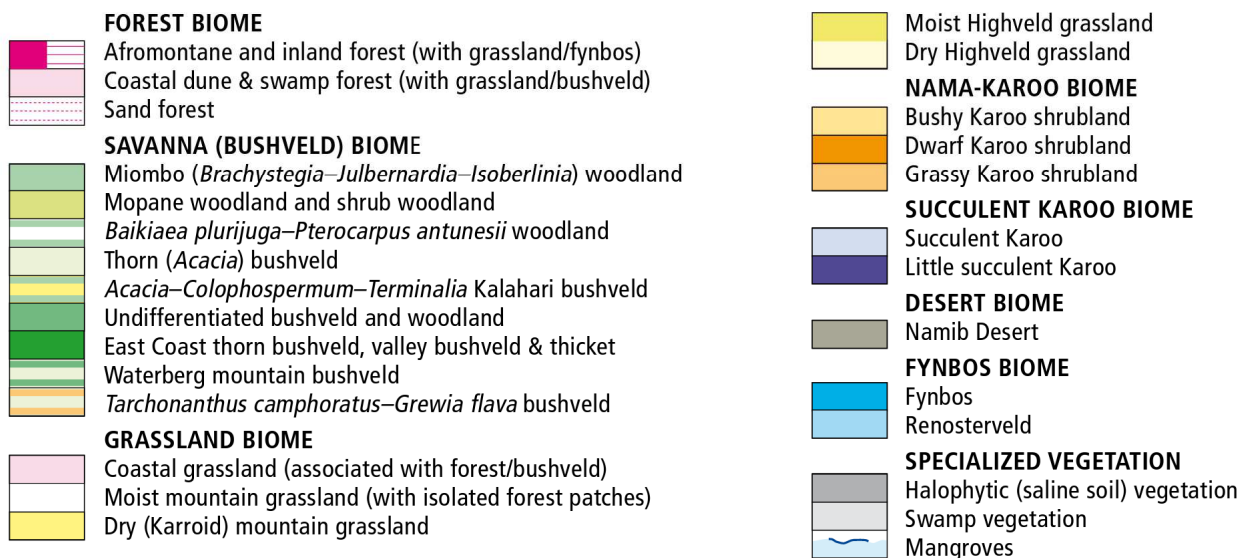 FOREST BIOME
Afromontane and inland forest (with grassland/fynbos)
Coastal dune & swamp forest (with grassland/bushveld)
Sand forest
SAVANNA (BUSHVELD) BIOME
Miombo (Brachystegia–Julbernardia–Isoberlinia) woodland
Mopane woodland and shrub woodland
Baikiaea plurijuga–Pterocarpus antunesii woodland
Thorn (Acacia) bushveld
Acacia–Colophospermum–Terminalia Kalahari bushveld
Undifferentiated bushveld and woodland
East Coast thorn bushveld, valley bushveld & thicket
Waterberg mountain bushveld
Tarchonanthus camphoratus–Grewia flava bushveld
GRASSLAND BIOME
Coastal grassland (associated with forest/bushveld)
Moist mountain grassland (with isolated forest patches)
Dry (Karroid) mountain grassland
Moist Highveld grassland
Dry Highveld grassland
NAMA-KAROO BIOME
Bushy Karoo shrubland
Dwarf Karoo shrubland
Grassy Karoo shrubland
SUCCULENT KAROO BIOME
Succulent Karoo
Little succulent Karoo
DESERT BIOME
Namib Desert
FYNBOS BIOME
Fynbos
Renosterveld
SPECIALIZED VEGETATION
Halophytic (saline soil) vegetation
Swamp vegetation
Mangroves